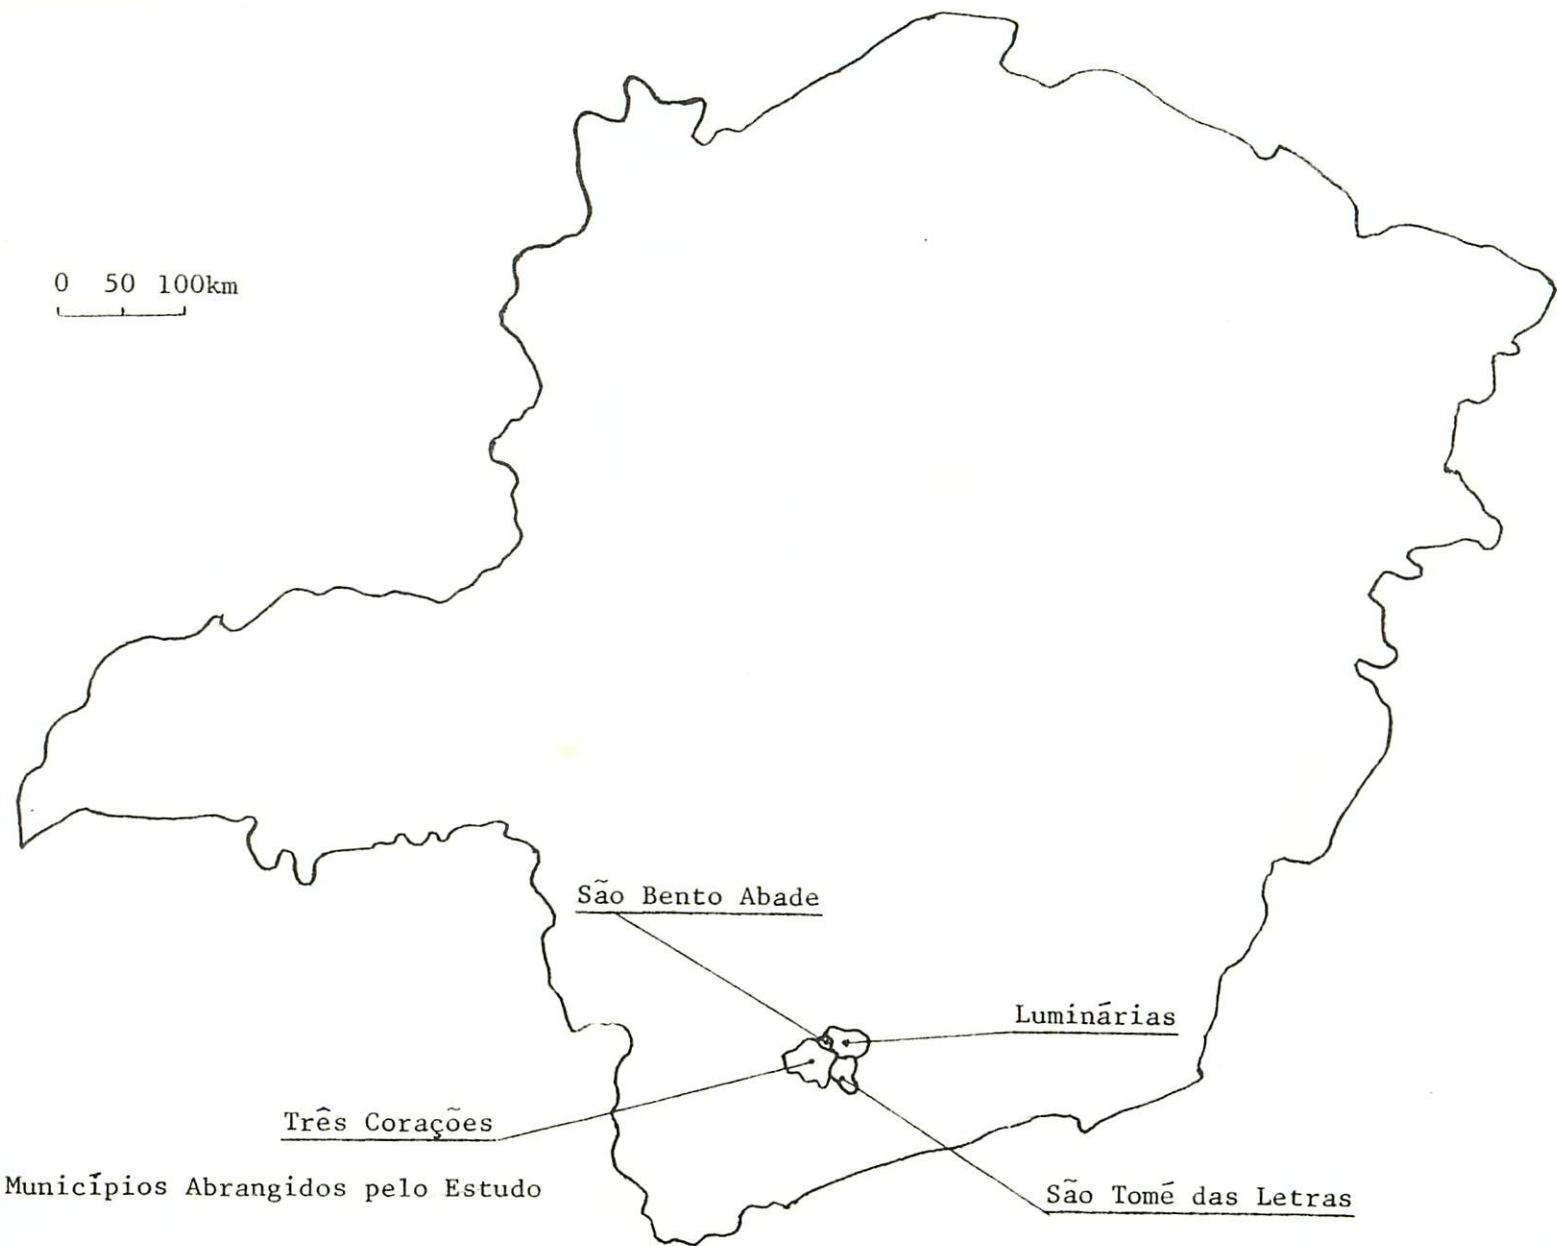 0 50 100km
São Bento Abade
Luminárias
Três Corações
Municípios Abrangidos pelo Estudo
São Tomé das Letras